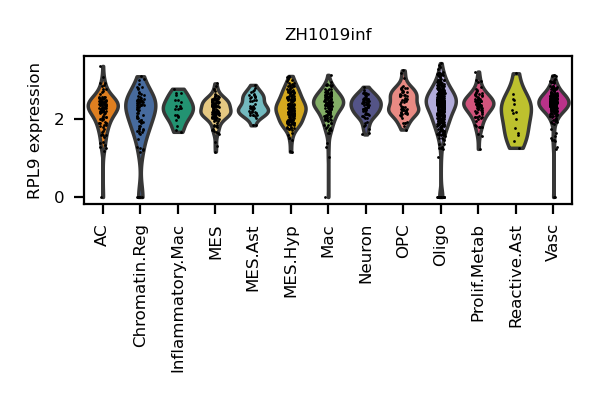 ZH1019inf
RPL9 expression
2
0
AC
Chromatin.Reg
Inflammatory.Mac
MES
MES.Ast
MES.Hyp
Mac
Neuron
OPC
Oligo
Prolif.Metab
Reactive.Ast
Vasc